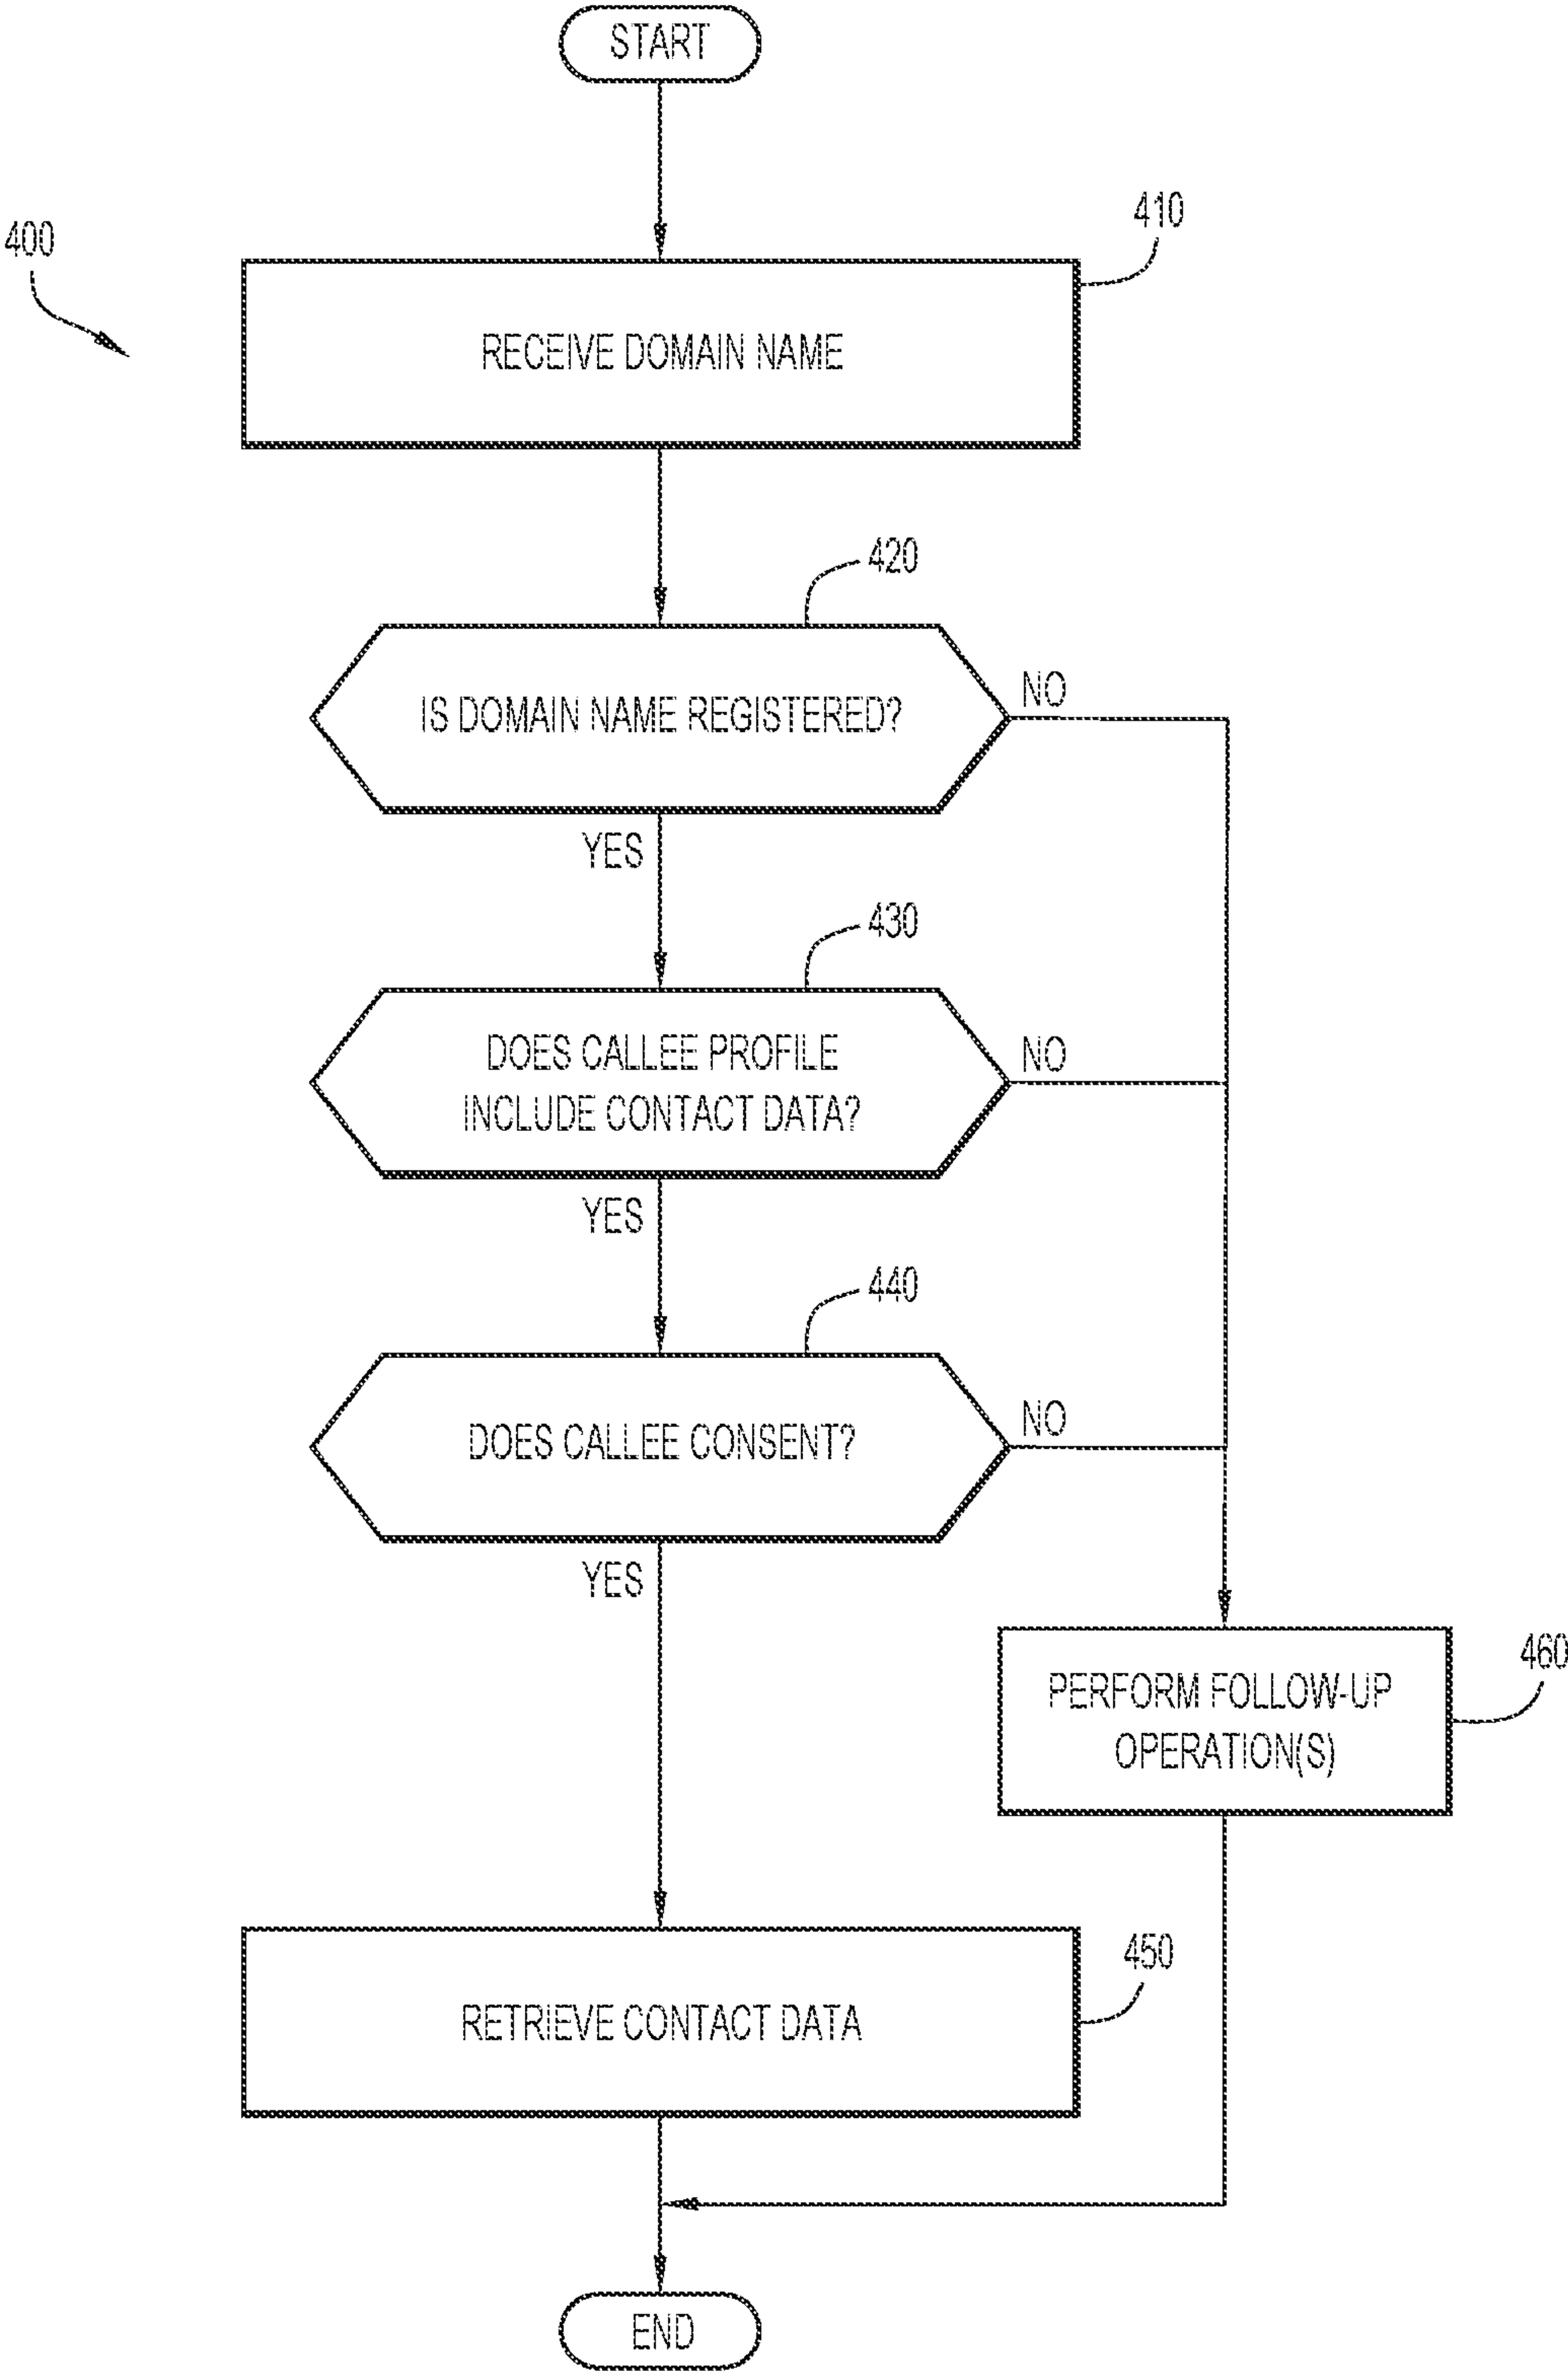 START
410
400
RECEIVE DOMAIN NAME
420
IS DOMAIN NAME REGISTERED?
NO
YES
430
DOES CALLEE PROFILE
INCLUDE CONTACT DATA?
NO
YES
440
DOES CALLEE CONSENT?
NO
YES
460
PERFORM FOLLOW-UP
OPERATION(S)
450
RETRIEVE CONTACT DATA
END